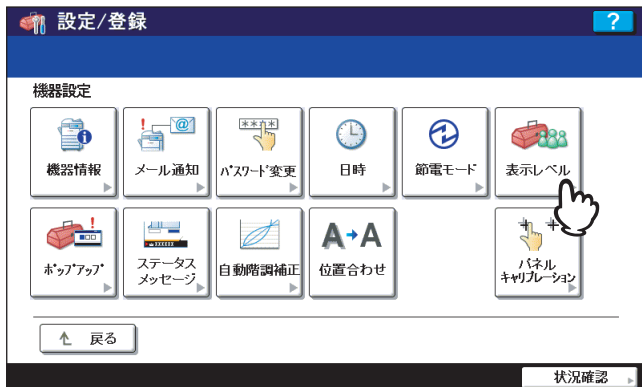 設定/登録
?
機器設定
機器情報
メール通知
パスワード変更
日時
節電モード
表示レベル
ポップアップ
ステータス
メッセージ
自動階調補正
A→A
位置合わせ
パネル
キャリブレーション
戻る
状況確認